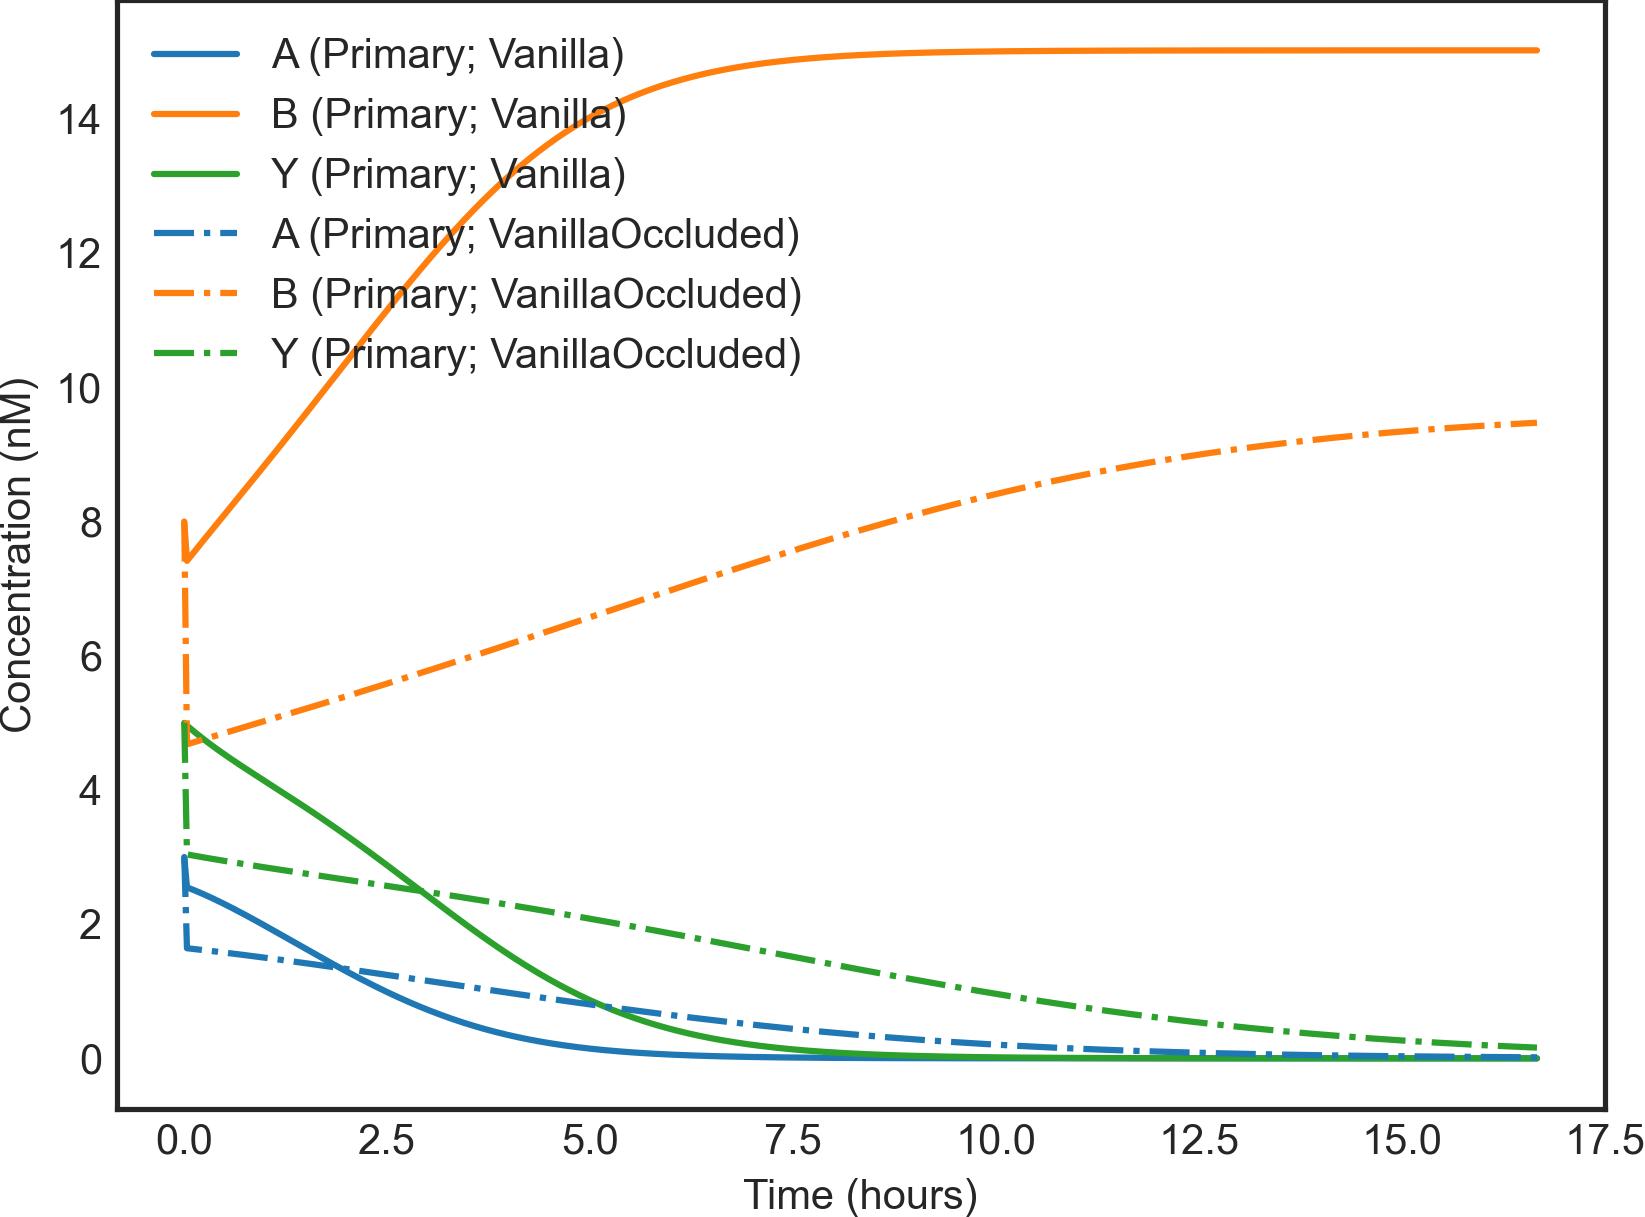 A (Primary; Vanilla)
B (Primary; Vanilla)
Y (Primary; Vanilla)
A (Primary; VanillaOccluded)
B (Primary; VanillaOccluded)
Y (Primary; VanillaOccluded)
Concentration (nM)
14
12
10
8
6
4
2
0
0.0 2.5 5.0 7.5 10.0 12.5 15.0 17.5
Time (hours)